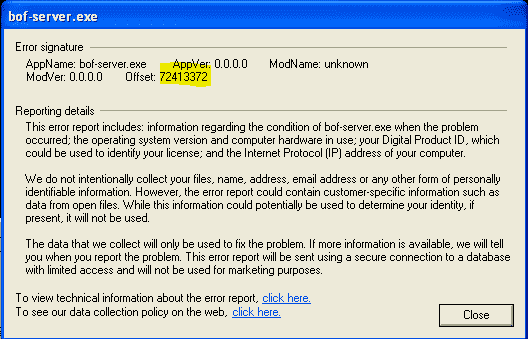 bof-server.exe
Error signature
AppName: bof-server.exe AppVer: 0.0.0.0 ModName: unknown
ModVer: 0.0.0.0 Offset: 72413372
Reporting details
This error report includes: information regarding the condition of bof-server.exe when the problem
occurred; the operating system version and computer hardware in use; your Digital Product ID, which
could be used to identify your license; and the Internet Protocol (IP) address of your computer.
We do not intentionally collect your files, name, address, email address or any other form of personally
identifiable information. However, the error report could contain customer-specific information such as
data from open files. While this information could potentially be used to determine your identity, if
present, it will not be used.
The data that we collect will only be used to fix the problem. If more information is available, we will tell
you when you report the problem. This error report will be sent using a secure connection to a database
with limited access and will not be used for marketing purposes.
To view technical information about the error report, click here.
To see our data collection policy on the web, click here.
Close